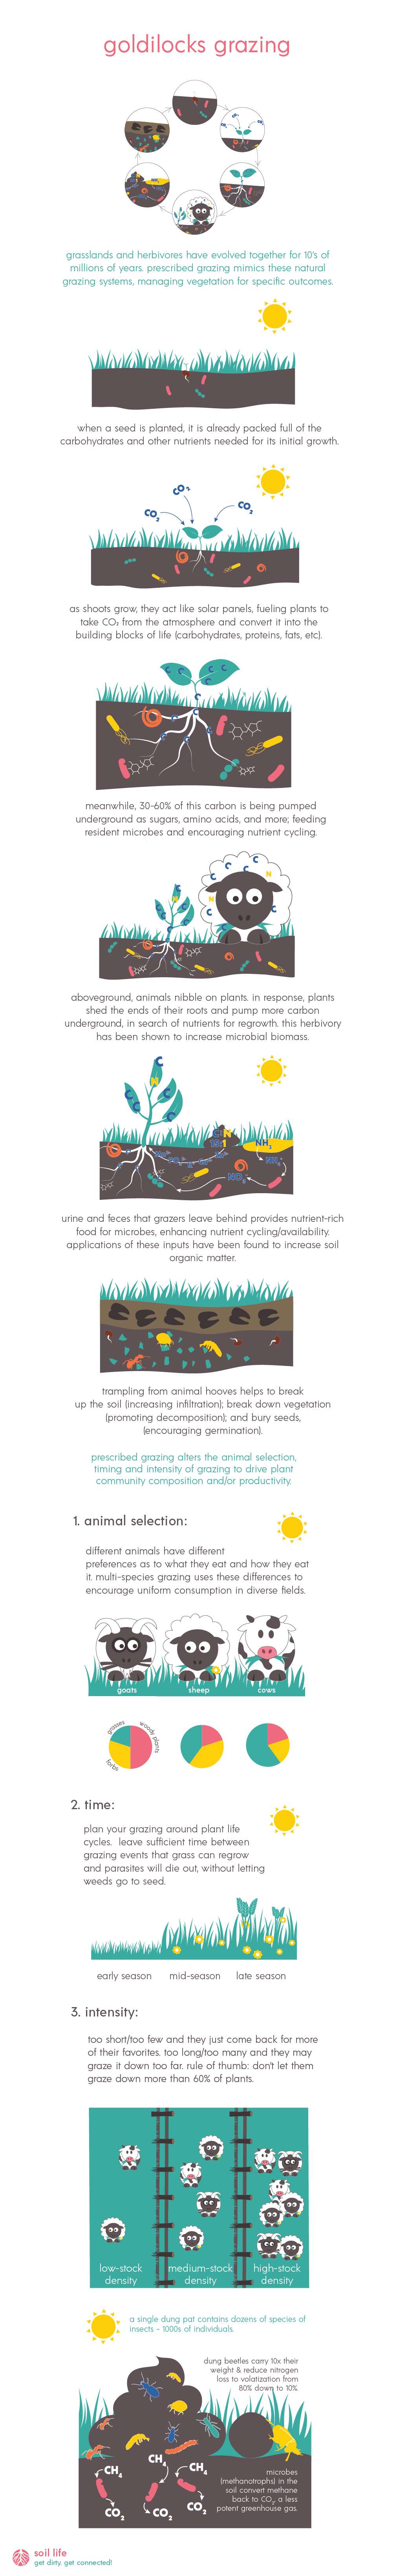 goldilocks grazing
grasslands and herbivores have evolved together for 10's of
millions of years. prescribed grazing mimics these natural
grazing systems, managing vegetation for specific outcomes.
when a seed is planted, it is already packed full of the
carbohydrates and other nutrients needed for its initial growth.
CO₂
CO₂
CO₂
as shoots grow, they act like solar panels, fueling plants to
take CO₂ from the atmosphere and convert it into the
building blocks of life (carbohydrates, proteins, fats, etc).
C
C
C
C
C
C
C
C
C
meanwhile, 30-60% of this carbon is being pumped
underground as sugars, amino acids, and more; feeding
resident microbes and encouraging nutrient cycling.
C
C
C
N
C
N
C
C
aboveground, animals nibble on plants. in response, plants
shed the ends of their roots and pump more carbon
underground, in search of nutrients for regrowth. this herbivory
has been shown to increase microbial biomass.
C
C
N
C
C
C:N
15:1
NH₃
NH₄⁺
NO₃⁻
urine and feces that grazers leave behind provides nutrient-rich
food for microbes, enhancing nutrient cycling/availability.
applications of these inputs have been found to increase soil
organic matter.
trampling from animal hooves helps to break
up the soil (increasing infiltration); break down vegetation
(promoting decomposition); and bury seeds,
(encouraging germination).
prescribed grazing alters the animal selection,
timing and intensity of grazing to drive plant
community composition and/or productivity.
1. animal selection:
different animals have different
preferences as to what they eat and how they eat
it. multi-species grazing uses these differences to
encourage uniform consumption in diverse fields.
goats
sheep
cows
grasses
woody plants
forbs
2. time:
plan your grazing around plant life
cycles. leave sufficient time between
grazing events that grass can regrow
and parasites will die out, without letting
weeds go to seed.
early season
mid-season
late season
3. intensity:
too short/too few and they just come back for more
of their favorites. too long/too many and they may
graze it down too far. rule of thumb: don't let them
graze down more than 60% of plants.
low-stock
density
medium-stock
density
high-stock
density
a single dung pat contains dozens of species of
insects - 1000s of individuals.
dung beetles carry 10x their
weight & reduce nitrogen
loss to volatization from
80% down to 10%.
CH₄
CH₄
CH₄
CO₂
CO₂
CO₂
microbes
(methanotrophs) in the
soil convert methane
back to CO₂, a less
potent greenhouse gas.
soil life
get dirty. get connected!